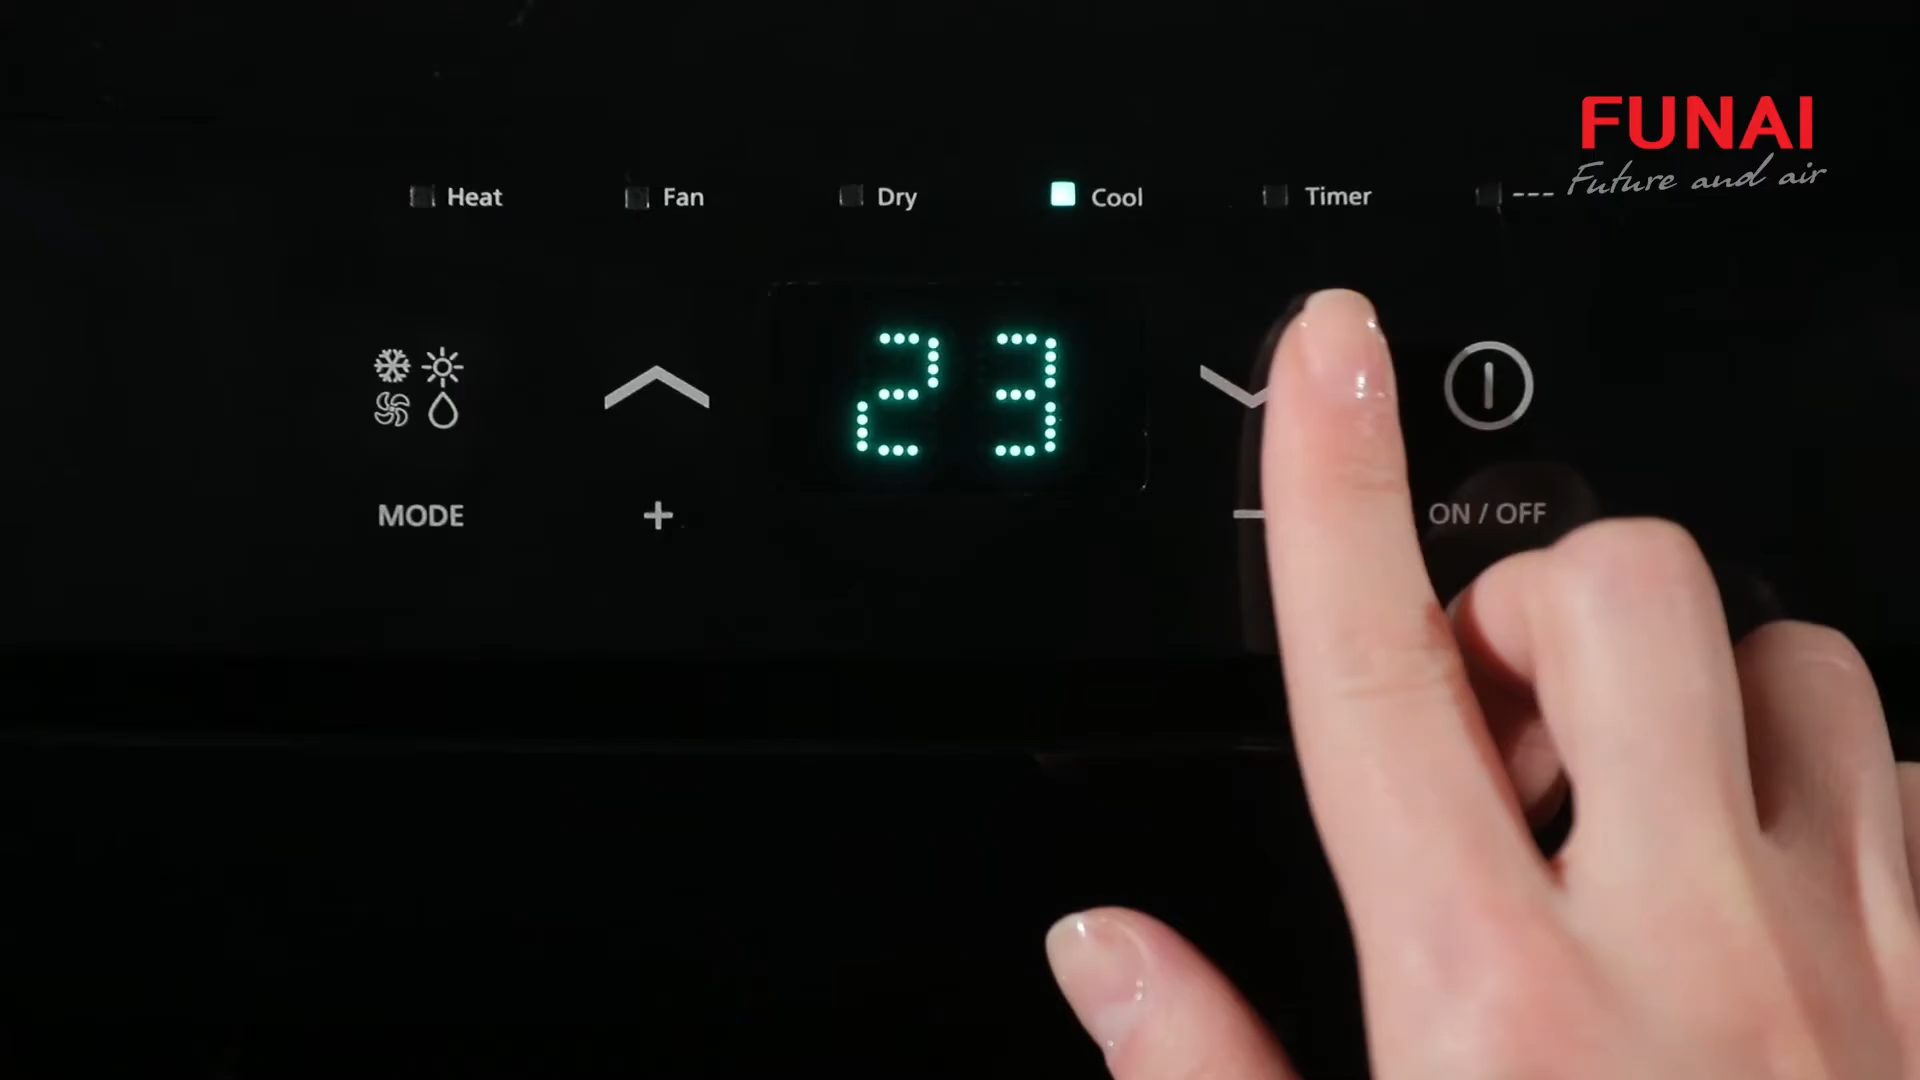 FUNAI
Future and air
Heat Fan Dry Cool Timer ---
23
MODE + - ON / OFF